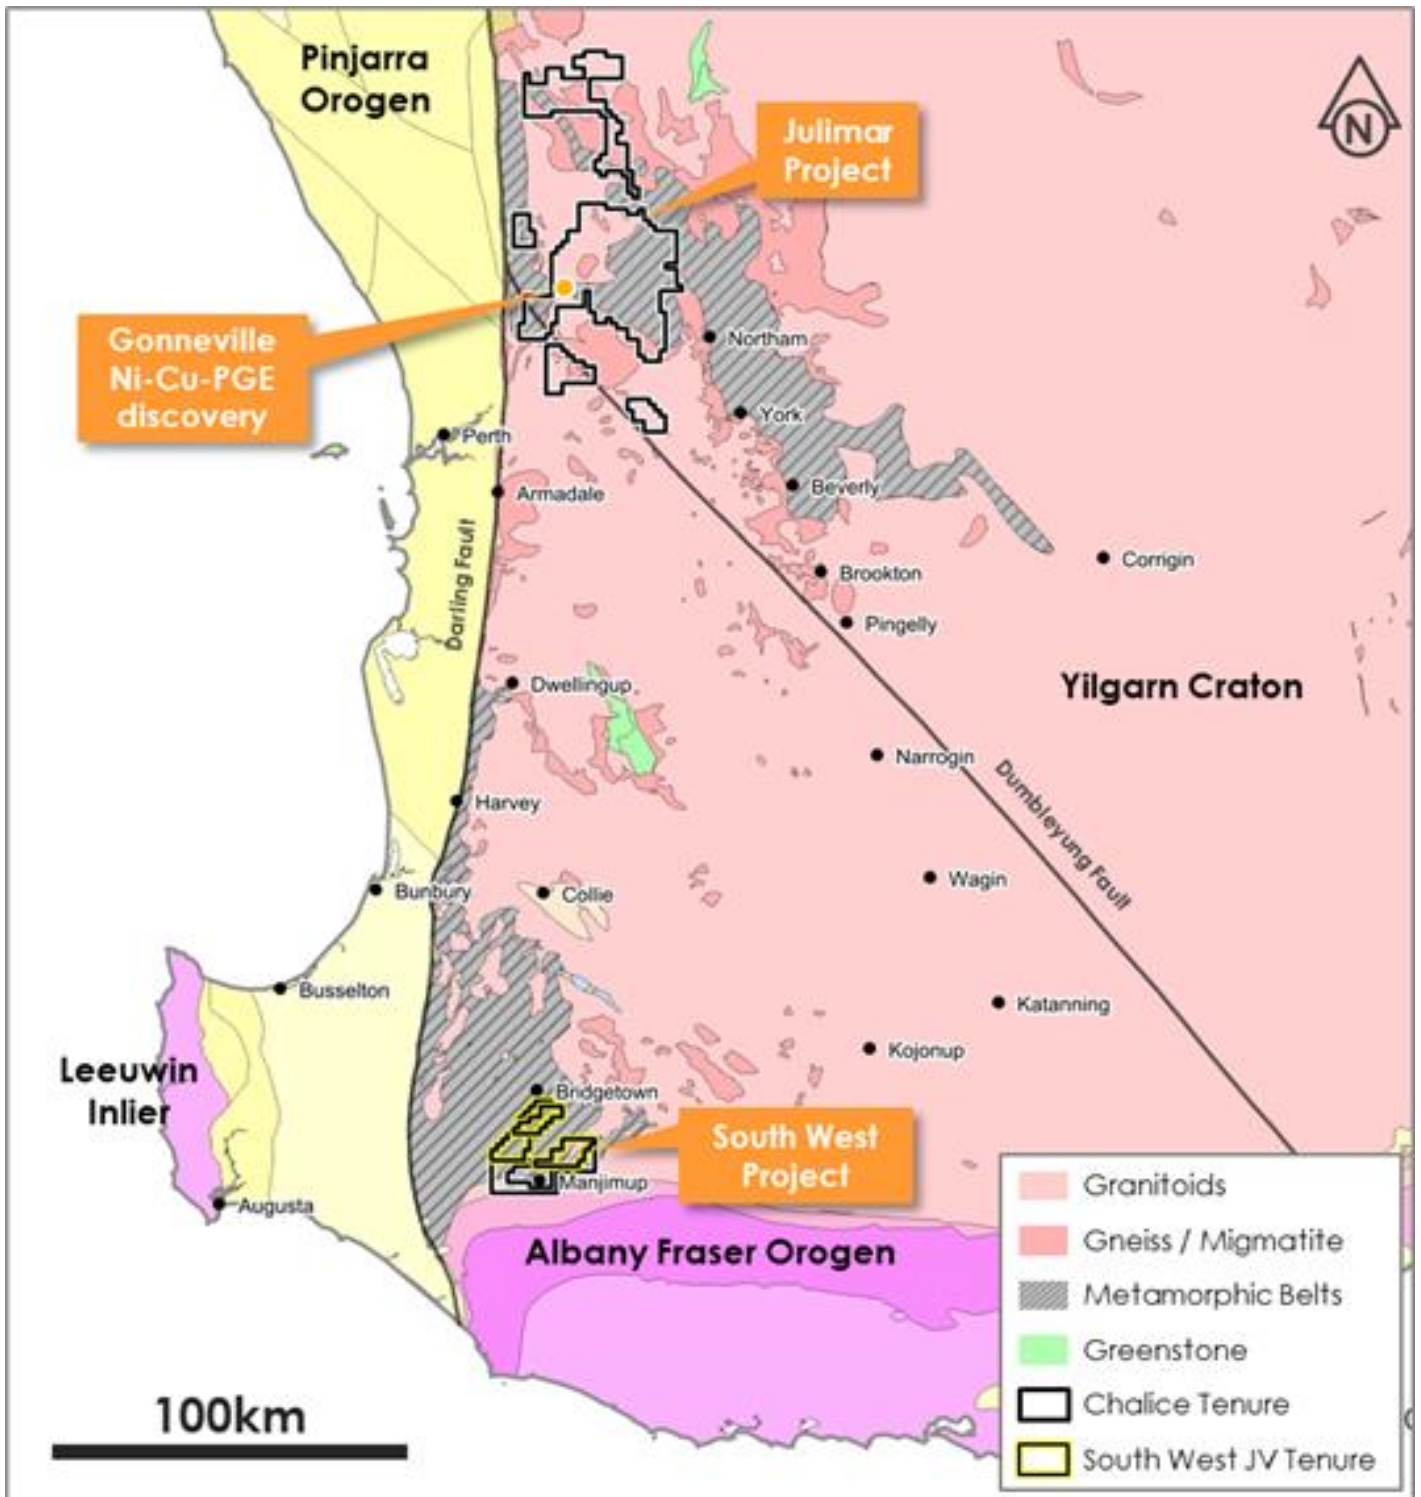 Pinjarra
Orogen
N
Julimar
Project
Gonneville
Ni-Cu-PGE
discovery
Northam
York
Perth
Beverly
Armadale
Darling Fault
Corrigin
Brookton
Pingelly
Dwellingup
Yilgarn Craton
Narrogin
Dumbleyung Fault
Harvey
Wagin
Bunbury
Collie
Busselton
Katanning
Kojonup
Leeuwin
Inlier
Bridgetown
South West
Project
Manjimup
Augusta
Albany Fraser Orogen
Granitoids
Gneiss / Migmatite
Metamorphic Belts
Greenstone
Chalice Tenure
South West JV Tenure
100km